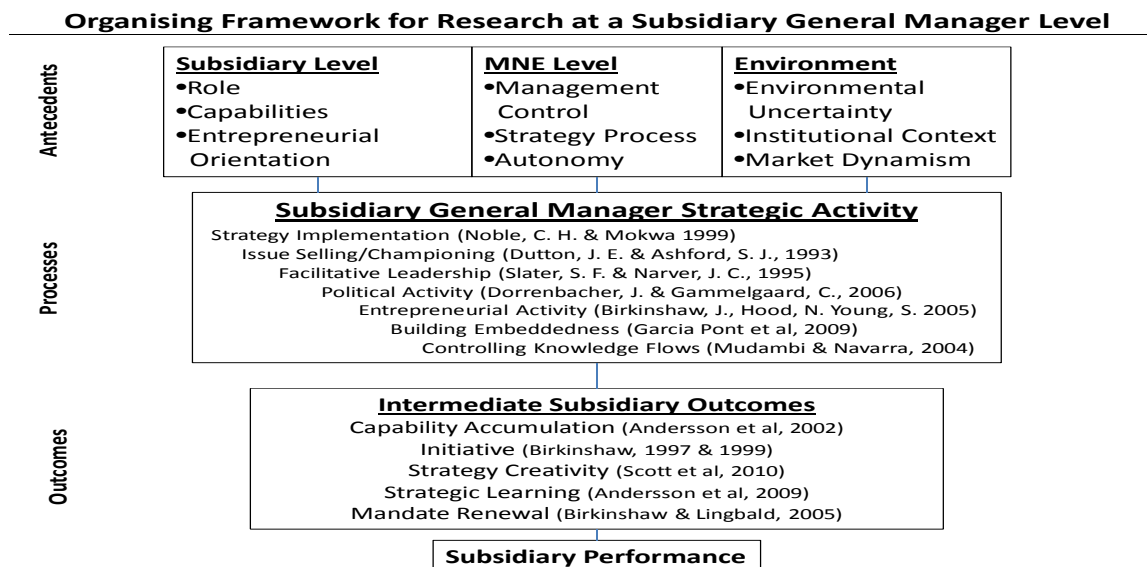 Organising Framework for Research at a Subsidiary General Manager Level
Antecedents
Subsidiary Level
•Role
•Capabilities
•Entrepreneurial
Orientation
MNE Level
•Management
Control
•Strategy Process
•Autonomy
Environment
•Environmental
Uncertainty
•Institutional Context
•Market Dynamism
Processes
Subsidiary General Manager Strategic Activity
Strategy Implementation (Noble, C. H. & Mokwa 1999)
Issue Selling/Championing (Dutton, J. E. & Ashford, S. J., 1993)
Facilitative Leadership (Slater, S. F. & Narver, J. C., 1995)
Political Activity (Dorrenbacher, J. & Gammelgaard, C., 2006)
Entrepreneurial Activity (Birkinshaw, J., Hood, N. Young, S. 2005)
Building Embeddedness (Garcia Pont et al, 2009)
Controlling Knowledge Flows (Mudambi & Navarra, 2004)
Outcomes
Intermediate Subsidiary Outcomes
Capability Accumulation (Andersson et al, 2002)
Initiative (Birkinshaw, 1997 & 1999)
Strategy Creativity (Scott et al, 2010)
Strategic Learning (Andersson et al, 2009)
Mandate Renewal (Birkinshaw & Lingbald, 2005)
Subsidiary Performance